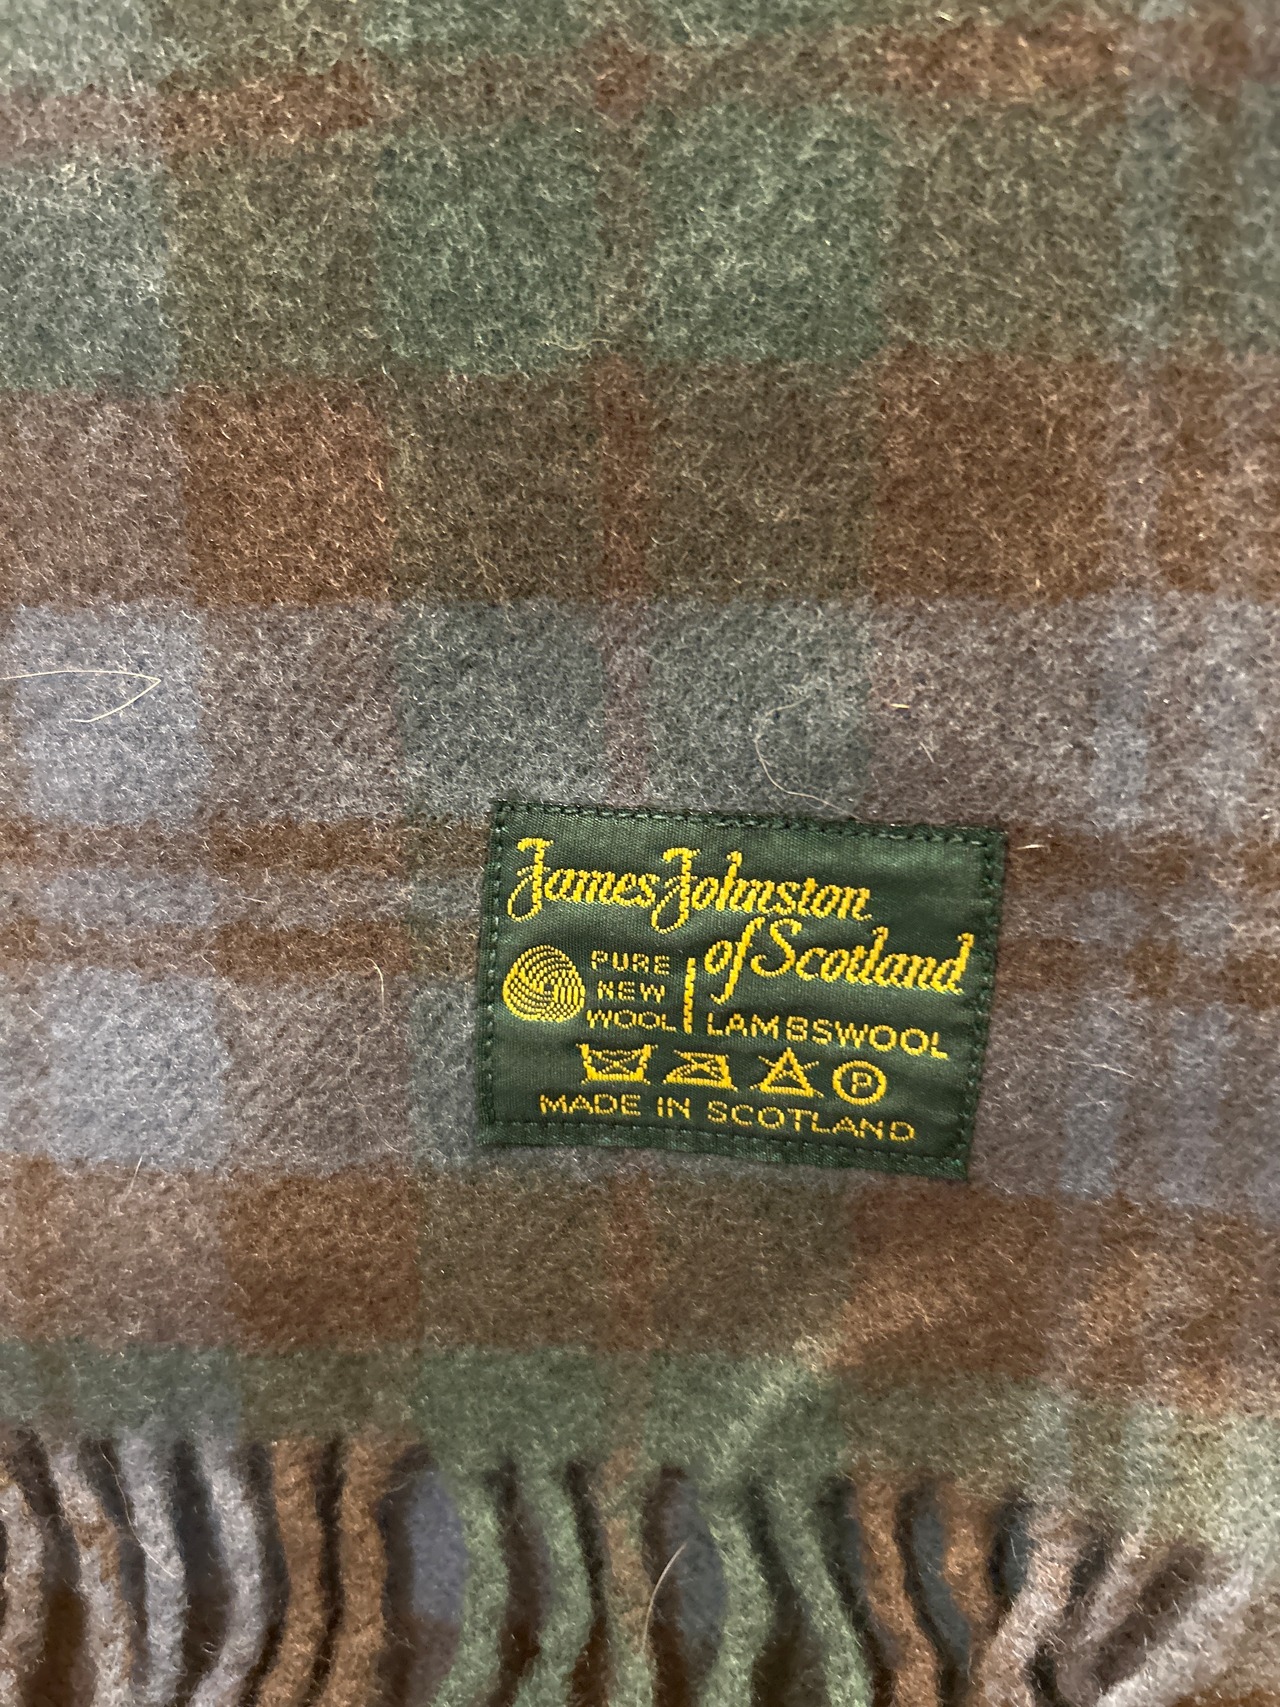 James Johnston
of Scotland
PURE
NEW
WOOL
LAMBSWOOL
P
MADE IN SCOTLAND